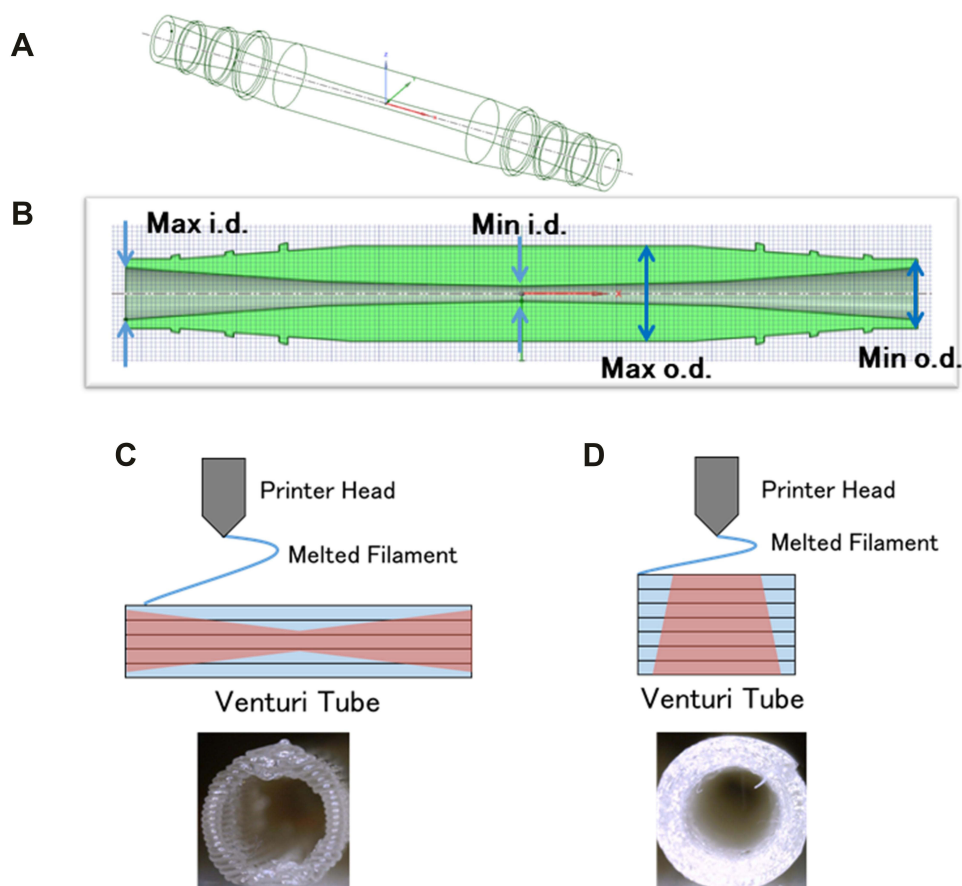 A
B
Max i.d.
Min i.d.
x
Max o.d.
Min o.d.
C
Printer Head
Melted Filament
Venturi Tube
D
Printer Head
Melted Filament
Venturi Tube